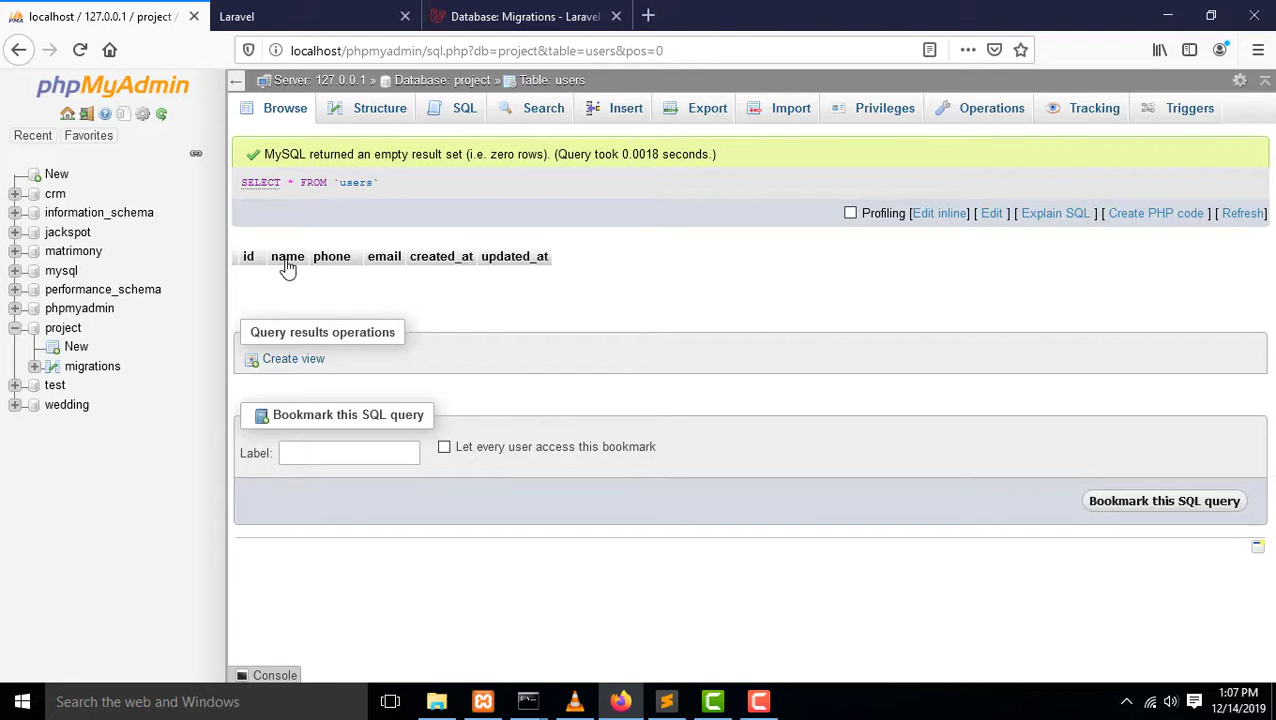 localhost / 127.0.0.1 / project /
Laravel
Database: Migrations - Laravel
localhost/phpmyadmin/sql.php?db=project&table=users&pos=0
phpMyAdmin
Recent
Favorites
New
crm
information_schema
jackspot
matrimony
mysql
performance_schema
phpmyadmin
project
New
migrations
test
wedding
Server: 127.0.0.1 » Database: project » Table: users
Browse
Structure
SQL
Search
Insert
Export
Import
Privileges
Operations
Tracking
Triggers
MySQL returned an empty result set (i.e. zero rows). (Query took 0.0018 seconds.)
SELECT * FROM `users`
Profiling [Edit inline] [ Edit ] [ Explain SQL ] [ Create PHP code ] [ Refresh]
id name phone email created_at updated_at
Query results operations
Create view
Bookmark this SQL query
Label:
Let every user access this bookmark
Bookmark this SQL query
Console
Search the web and Windows
1:07 PM
12/14/2019